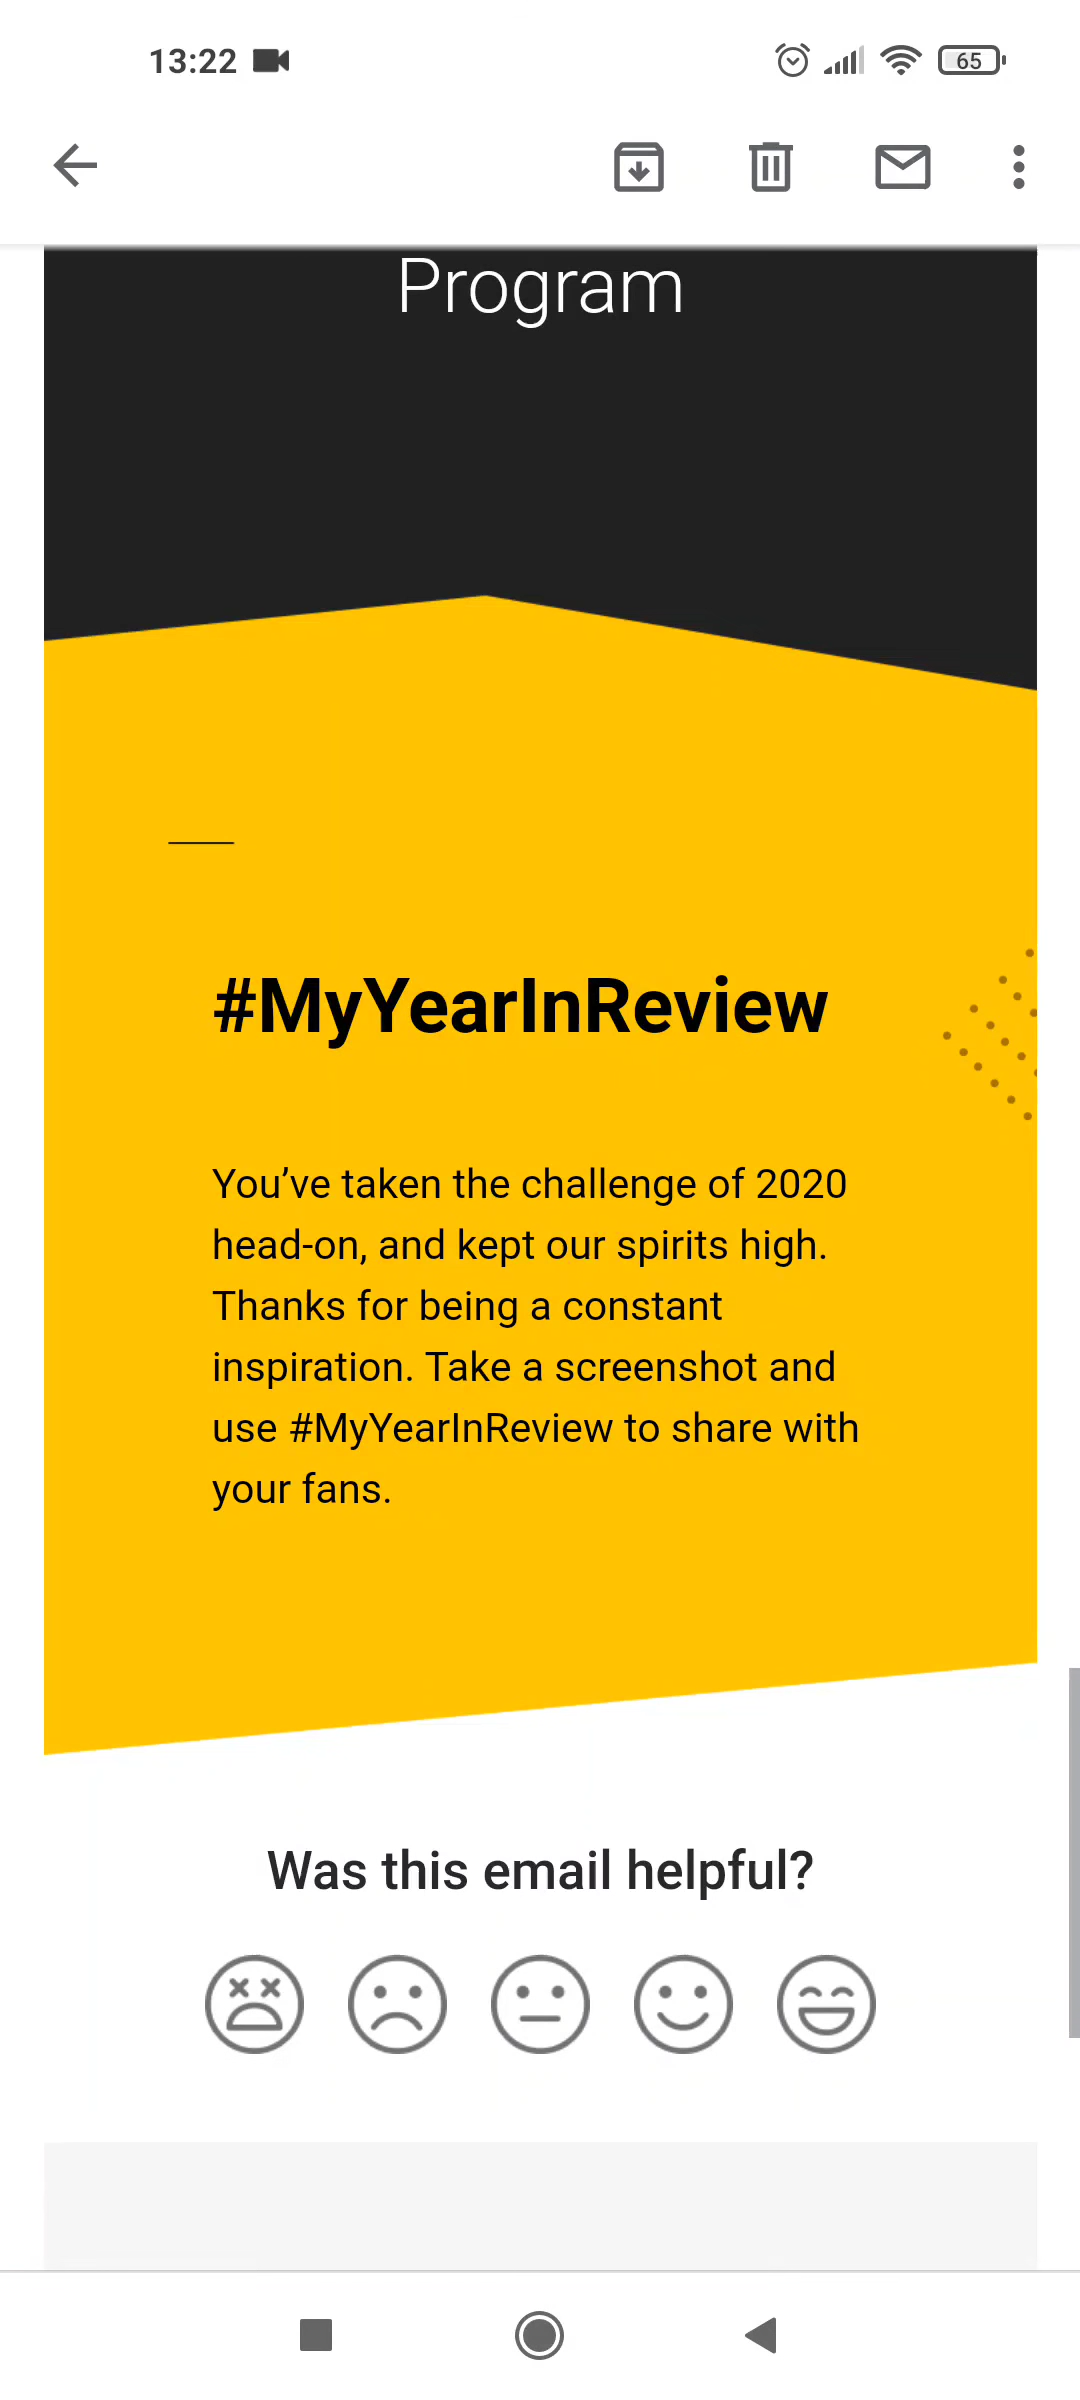 13:22
65
Program
#MyYearInReview
You’ve taken the challenge of 2020
head-on, and kept our spirits high.
Thanks for being a constant
inspiration. Take a screenshot and
use #MyYearInReview to share with
your fans.
Was this email helpful?